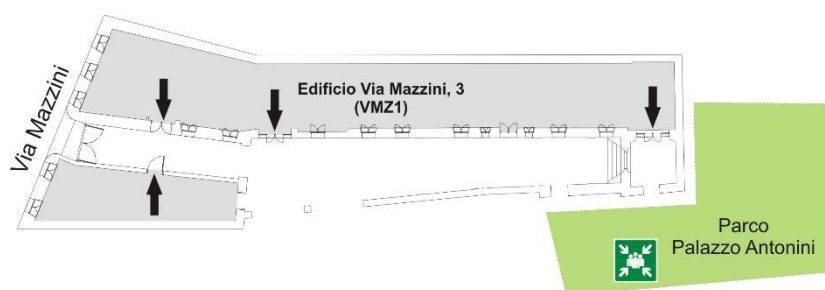 Via Mazzini
Edificio Via Mazzini, 3
(VMZ1)
Parco
Palazzo Antonini